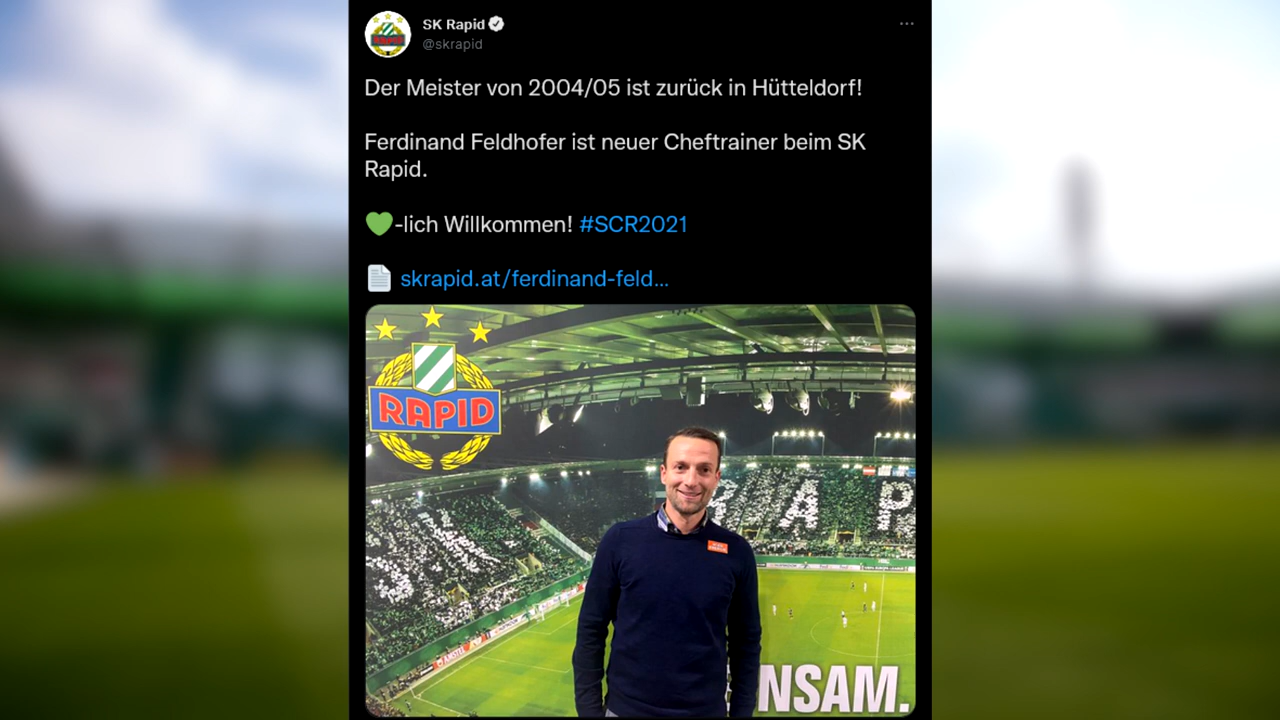 SK Rapid
@skrapid
Der Meister von 2004/05 ist zurück in Hütteldorf!
Ferdinand Feldhofer ist neuer Cheftrainer beim SK
Rapid.
💚-lich Willkommen! #SCR2021
skrapid.at/ferdinand-feld...
RAPID
RAP
NSAM.